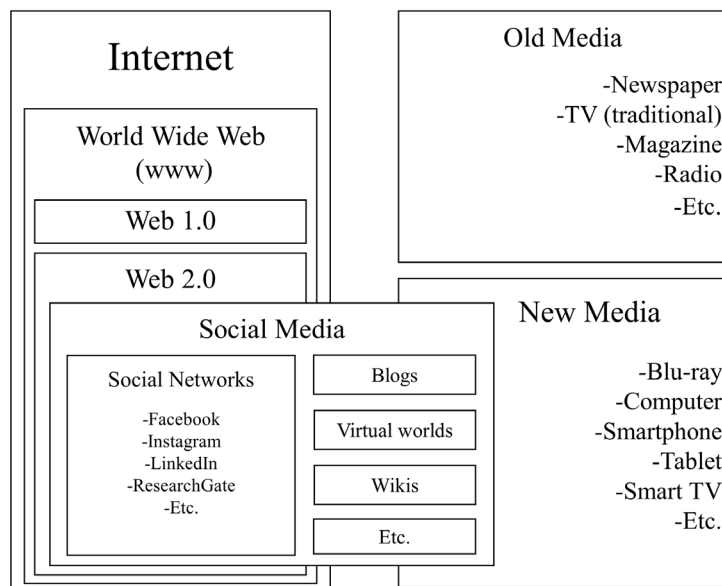 Internet
World Wide Web
(www)
Web 1.0
Web 2.0
Social Media
Social Networks
-Facebook
-Instagram
-LinkedIn
-ResearchGate
-Etc.
Blogs
Virtual worlds
Wikis
Etc.
Old Media
-Newspaper
-TV (traditional)
-Magazine
-Radio
-Etc.
New Media
-Blu-ray
-Computer
-Smartphone
-Tablet
-Smart TV
-Etc.